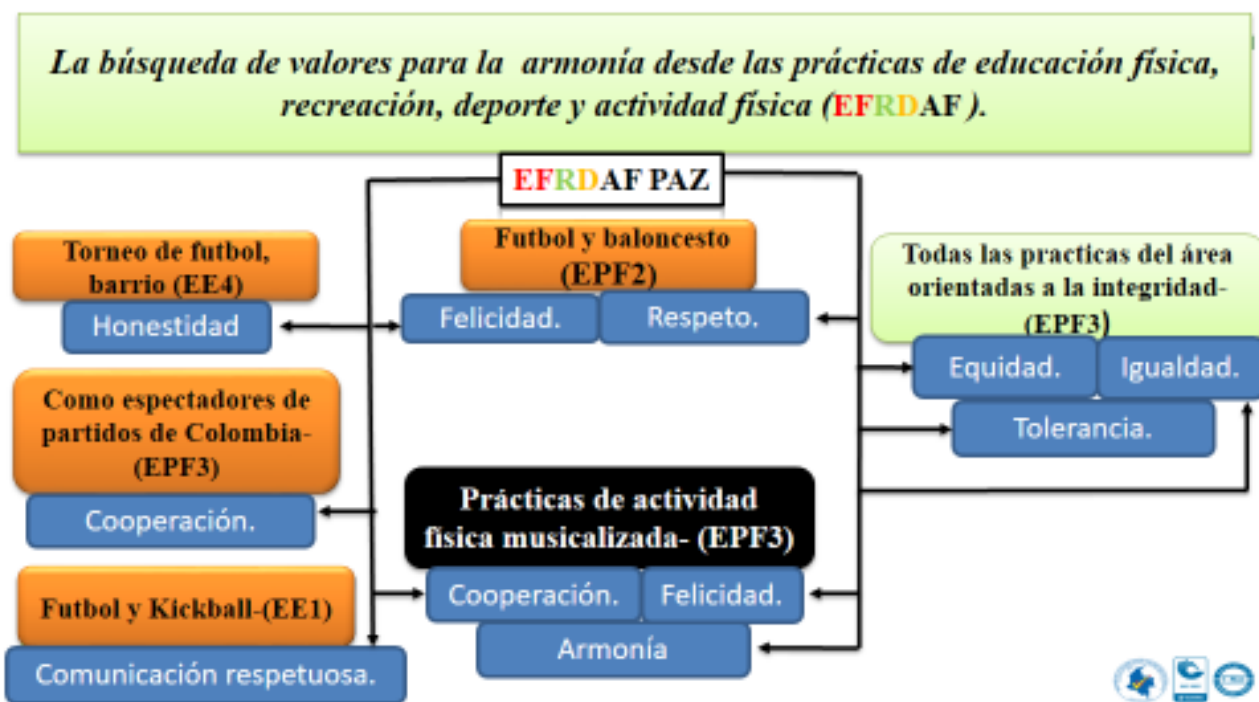 La búsqueda de valores para la armonía desde las prácticas de educación física,
recreación, deporte y actividad física (EFRDAF ).
EFRDAF PAZ
Torneo de futbol,
barrio (EE4)
Honestidad
Futbol y baloncesto
(EPF2)
Felicidad.
Respeto.
Todas las practicas del área
orientadas a la integridad-
(EPF3)
Equidad.
Igualdad.
Tolerancia.
Como espectadores de
partidos de Colombia-
(EPF3)
Cooperación.
Prácticas de actividad
física musicalizada- (EPF3)
Cooperación.
Felicidad.
Armonía
Futbol y Kickball-(EE1)
Comunicación respetuosa.